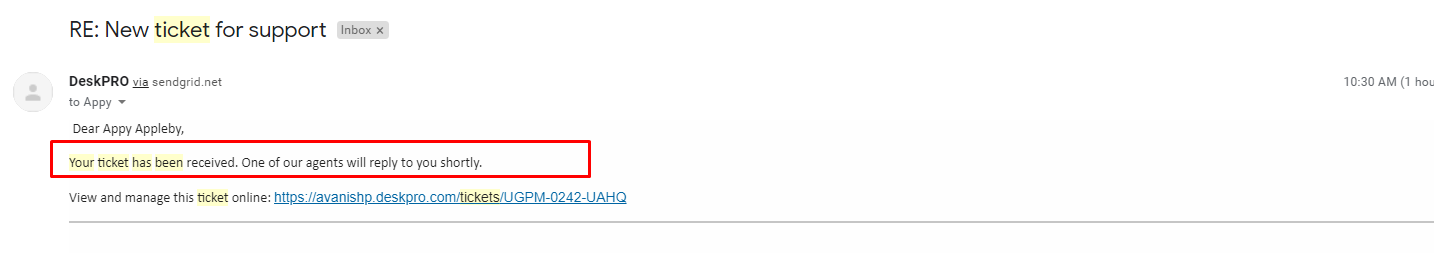 RE: New ticket for support Inbox x
DeskPRO via sendgrid.net 10:30 AM (1 hou
to Appy
Dear Appy Appleby,
Your ticket has been received. One of our agents will reply to you shortly.
View and manage this ticket online: https://avanishp.deskpro.com/tickets/UGPM-0242-UAHQ